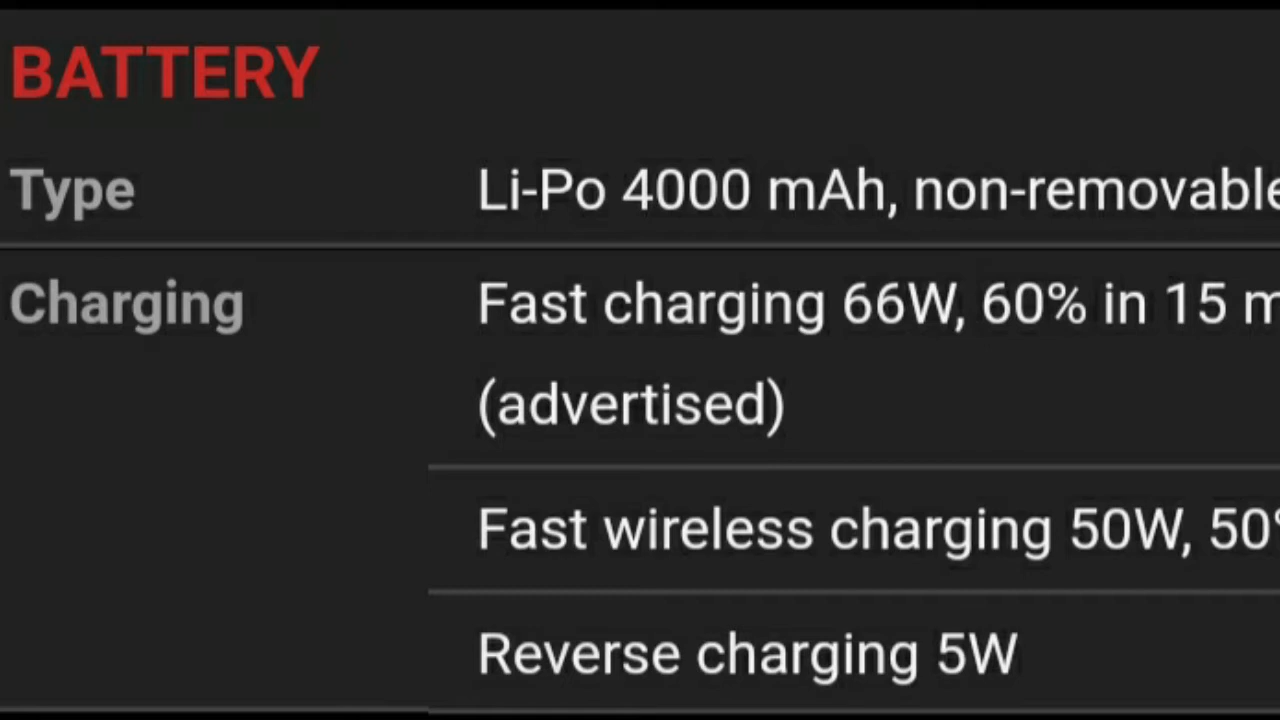 BATTERY
Type Li-Po 4000 mAh, non-removable
Charging Fast charging 66W, 60% in 15
(advertised)
Fast wireless charging 50W, 50%
Reverse charging 5W